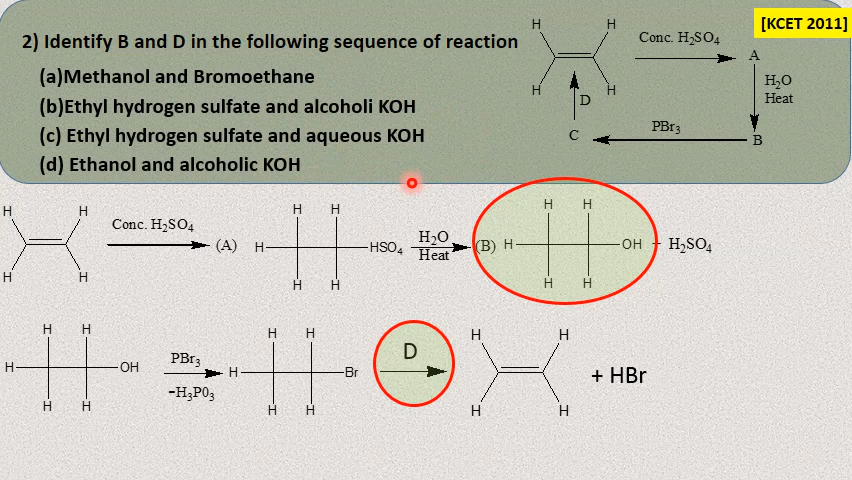 [KCET 2011]
2) Identify B and D in the following sequence of reaction
(a)Methanol and Bromoethane
(b)Ethyl hydrogen sulfate and alcoholi KOH
(c) Ethyl hydrogen sulfate and aqueous KOH
(d) Ethanol and alcoholic KOH
H H
Conc. H₂SO₄
A
H H
H₂O
Heat
D
C
PBr₃
B
H H
Conc. H₂SO₄
(A)
H H
H HSO₄
H H
H₂O
Heat
(B)
H H
H OH
H H
+ H₂SO₄
H H
H H
H OH
H H
PBr₃
-H₃P0₃
H H
H Br
H H
D
H H
H H
+ HBr